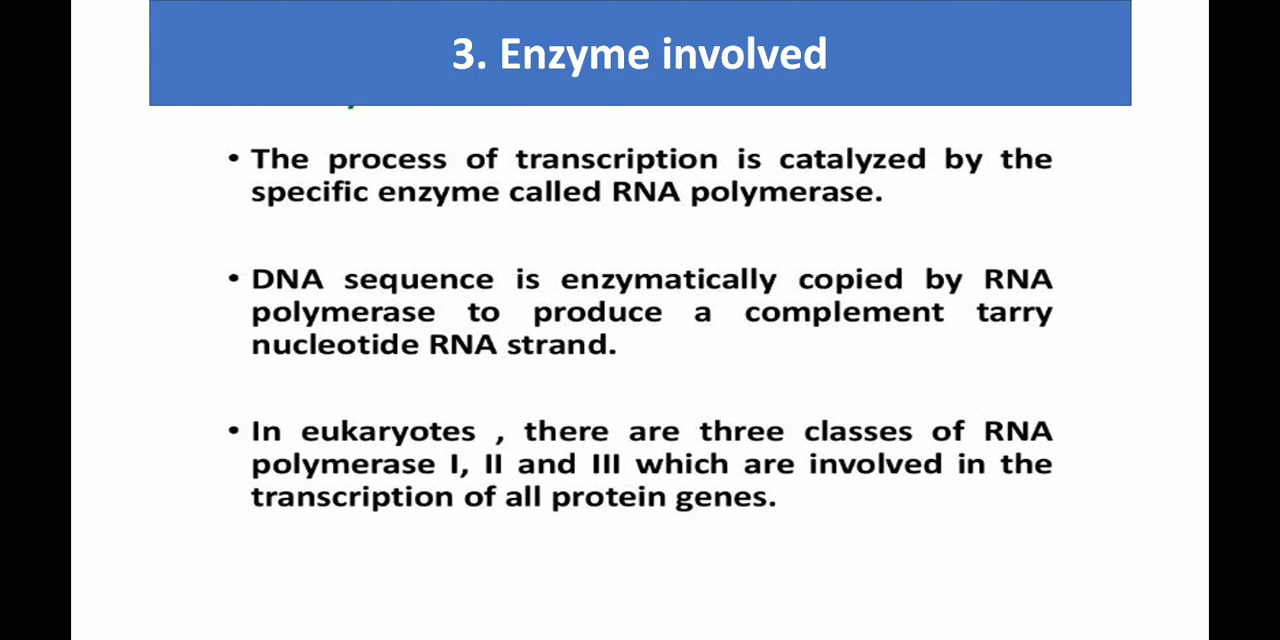 3. Enzyme involved
• The process of transcription is catalyzed by the
specific enzyme called RNA polymerase.
• DNA sequence is enzymatically copied by RNA
polymerase to produce a complement tarry
nucleotide RNA strand.
• In eukaryotes , there are three classes of RNA
polymerase I, II and III which are involved in the
transcription of all protein genes.